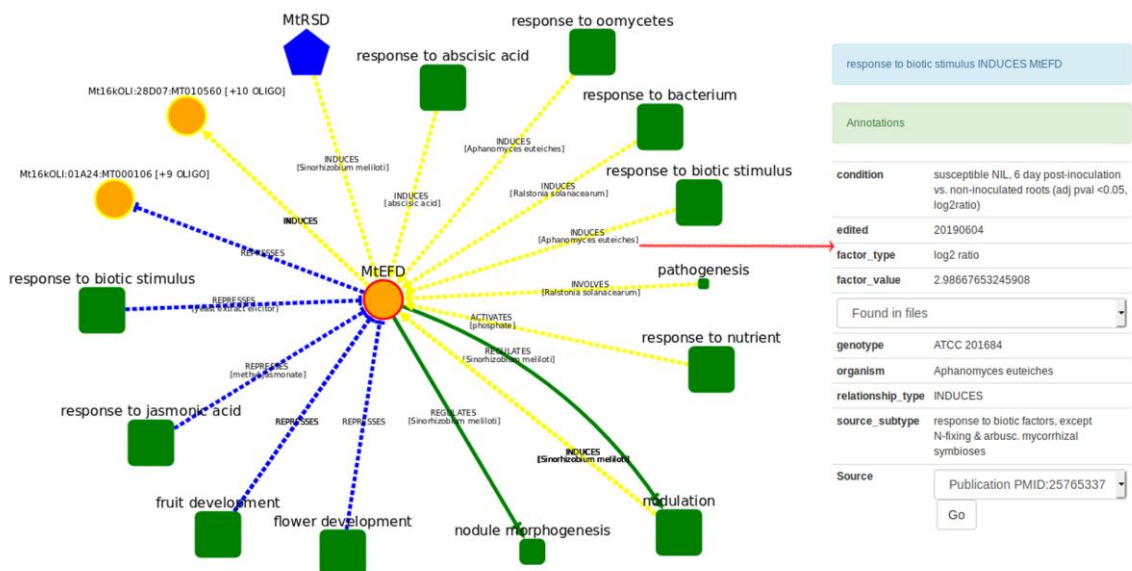 MtRSD
response to oomycetes
response to abscisic acid
Mt16kOLI:28D07:MT010560 [+10 OLIGO]
response to bacterium
INDUCES
[Sinorhizobium meliloti]
INDUCES
[Aphanomyces euteiches]
Mt16kOLI:01A24:MT000106 [+9 OLIGO]
response to biotic stimulus
INDUCES
[abscisic acid]
INDUCES
[Ralstonia solanacearum]
INDUCES
INDUCES
[Aphanomyces euteiches]
REPRESSES
MtEFD
pathogenesis
response to biotic stimulus
INVOLVES
[Ralstonia solanacearum]
REPRESSES
[yeast extract elicitor]
ACTIVATES
[phosphate]
response to nutrient
REGULATES
[Sinorhizobium meliloti]
REPRESSES
[methyl jasmonate]
response to jasmonic acid
REPRESSES
REPRESSES
REGULATES
[Sinorhizobium meliloti]
INDUCES
[Sinorhizobium meliloti]
fruit development
flower development
nodule morphogenesis
nodulation
response to biotic stimulus INDUCES MtEFD
Annotations
condition susceptible NIL, 6 day post-inoculation
vs. non-inoculated roots (adj pval <0.05,
log2ratio)
edited 20190604
factor_type log2 ratio
factor_value 2.98667653245908
Found in files
genotype ATCC 201684
organism Aphanomyces euteiches
relationship_type INDUCES
source_subtype response to biotic factors, except
N-fixing & arbusc. mycorrhizal
symbioses
Source Publication PMID:25765337
Go